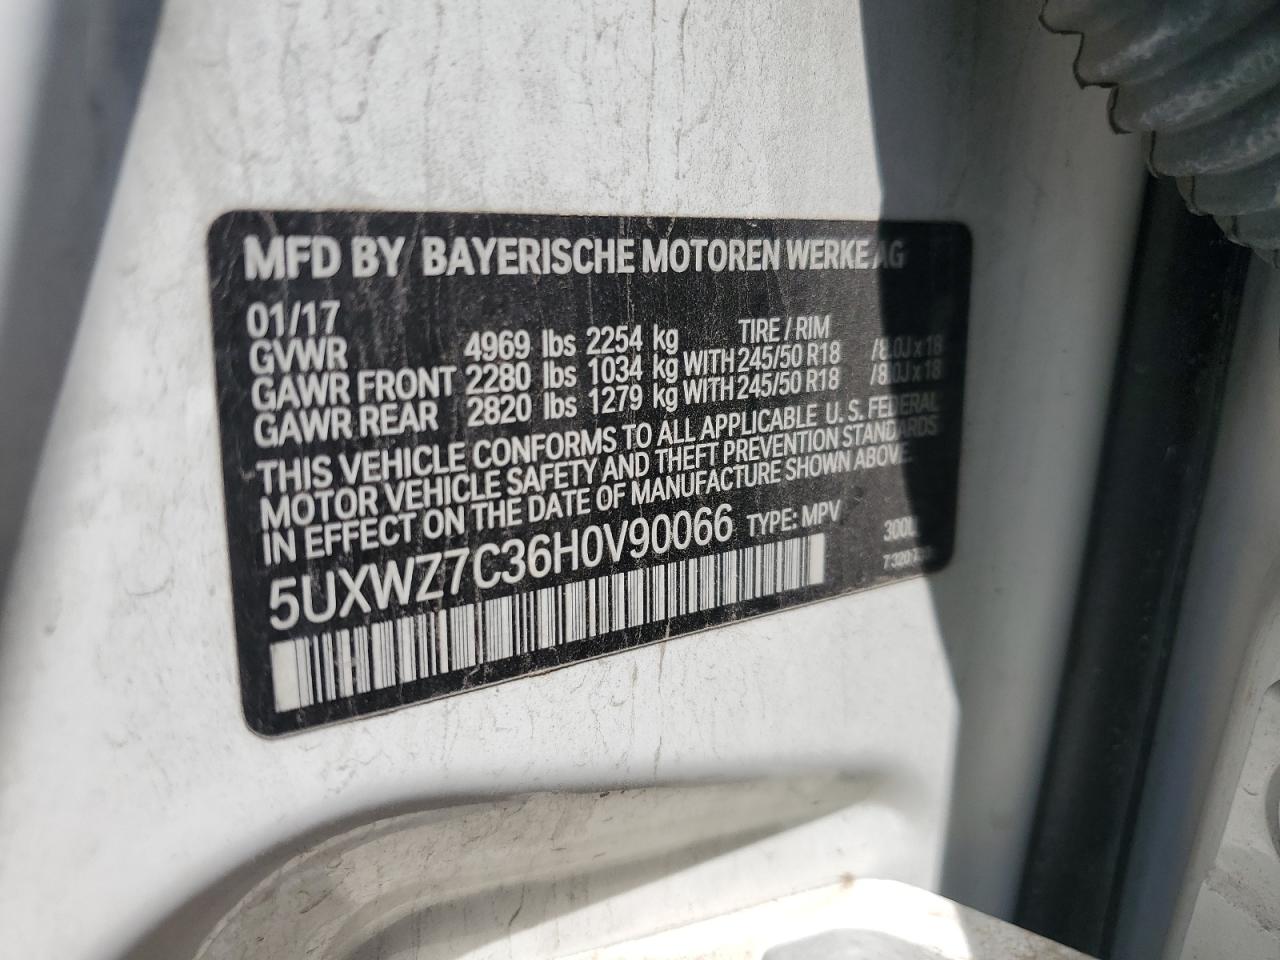 MFD BY BAYERISCHE MOTOREN WERKE AG
01/17 TIRE / RIM
GVWR 4969 lbs 2254 kg
GAWR FRONT 2280 lbs 1034 kg WITH 245/50 R18 /8.0J x 18
GAWR REAR 2820 lbs 1279 kg WITH 245/50 R18 /8.0J x 18
THIS VEHICLE CONFORMS TO ALL APPLICABLE U. S. FEDERAL
MOTOR VEHICLE SAFETY AND THEFT PREVENTION STANDARDS
IN EFFECT ON THE DATE OF MANUFACTURE SHOWN ABOVE.
5UXWZ7C36H0V90066 TYPE: MPV